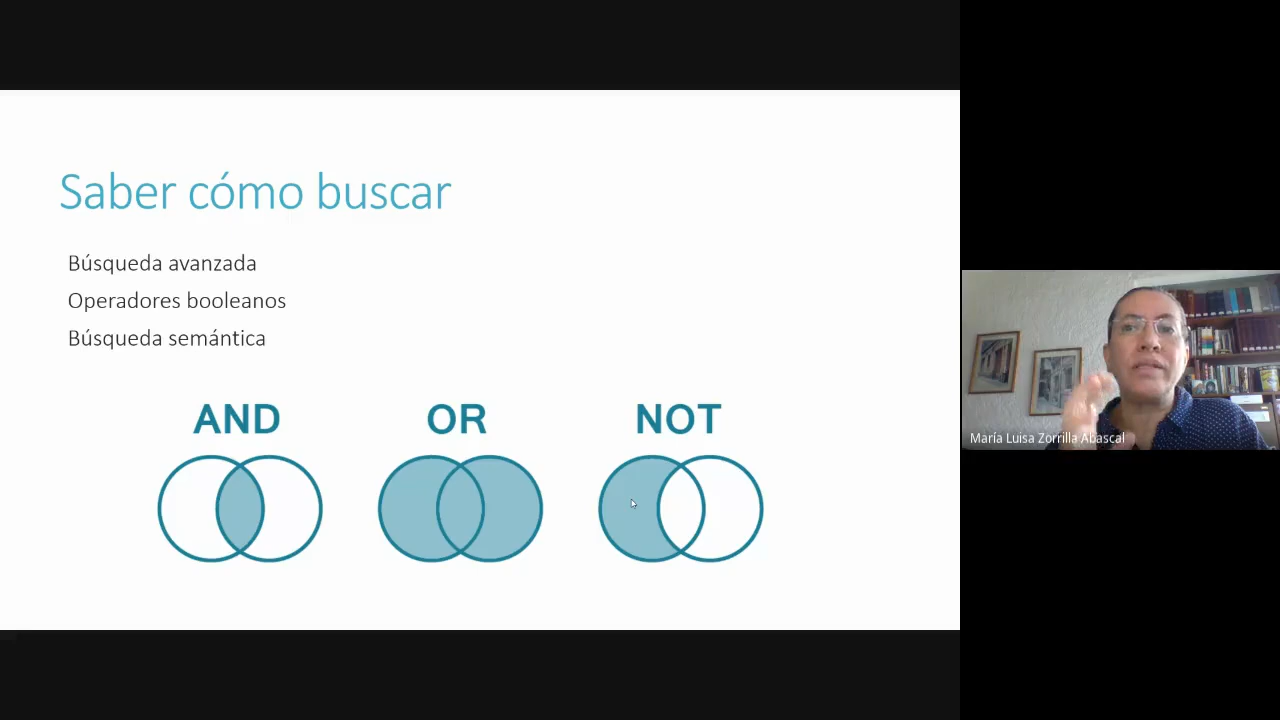 Saber cómo buscar
Búsqueda avanzada
Operadores booleanos
Búsqueda semántica
AND OR NOT
María Luisa Zorrilla Abascal